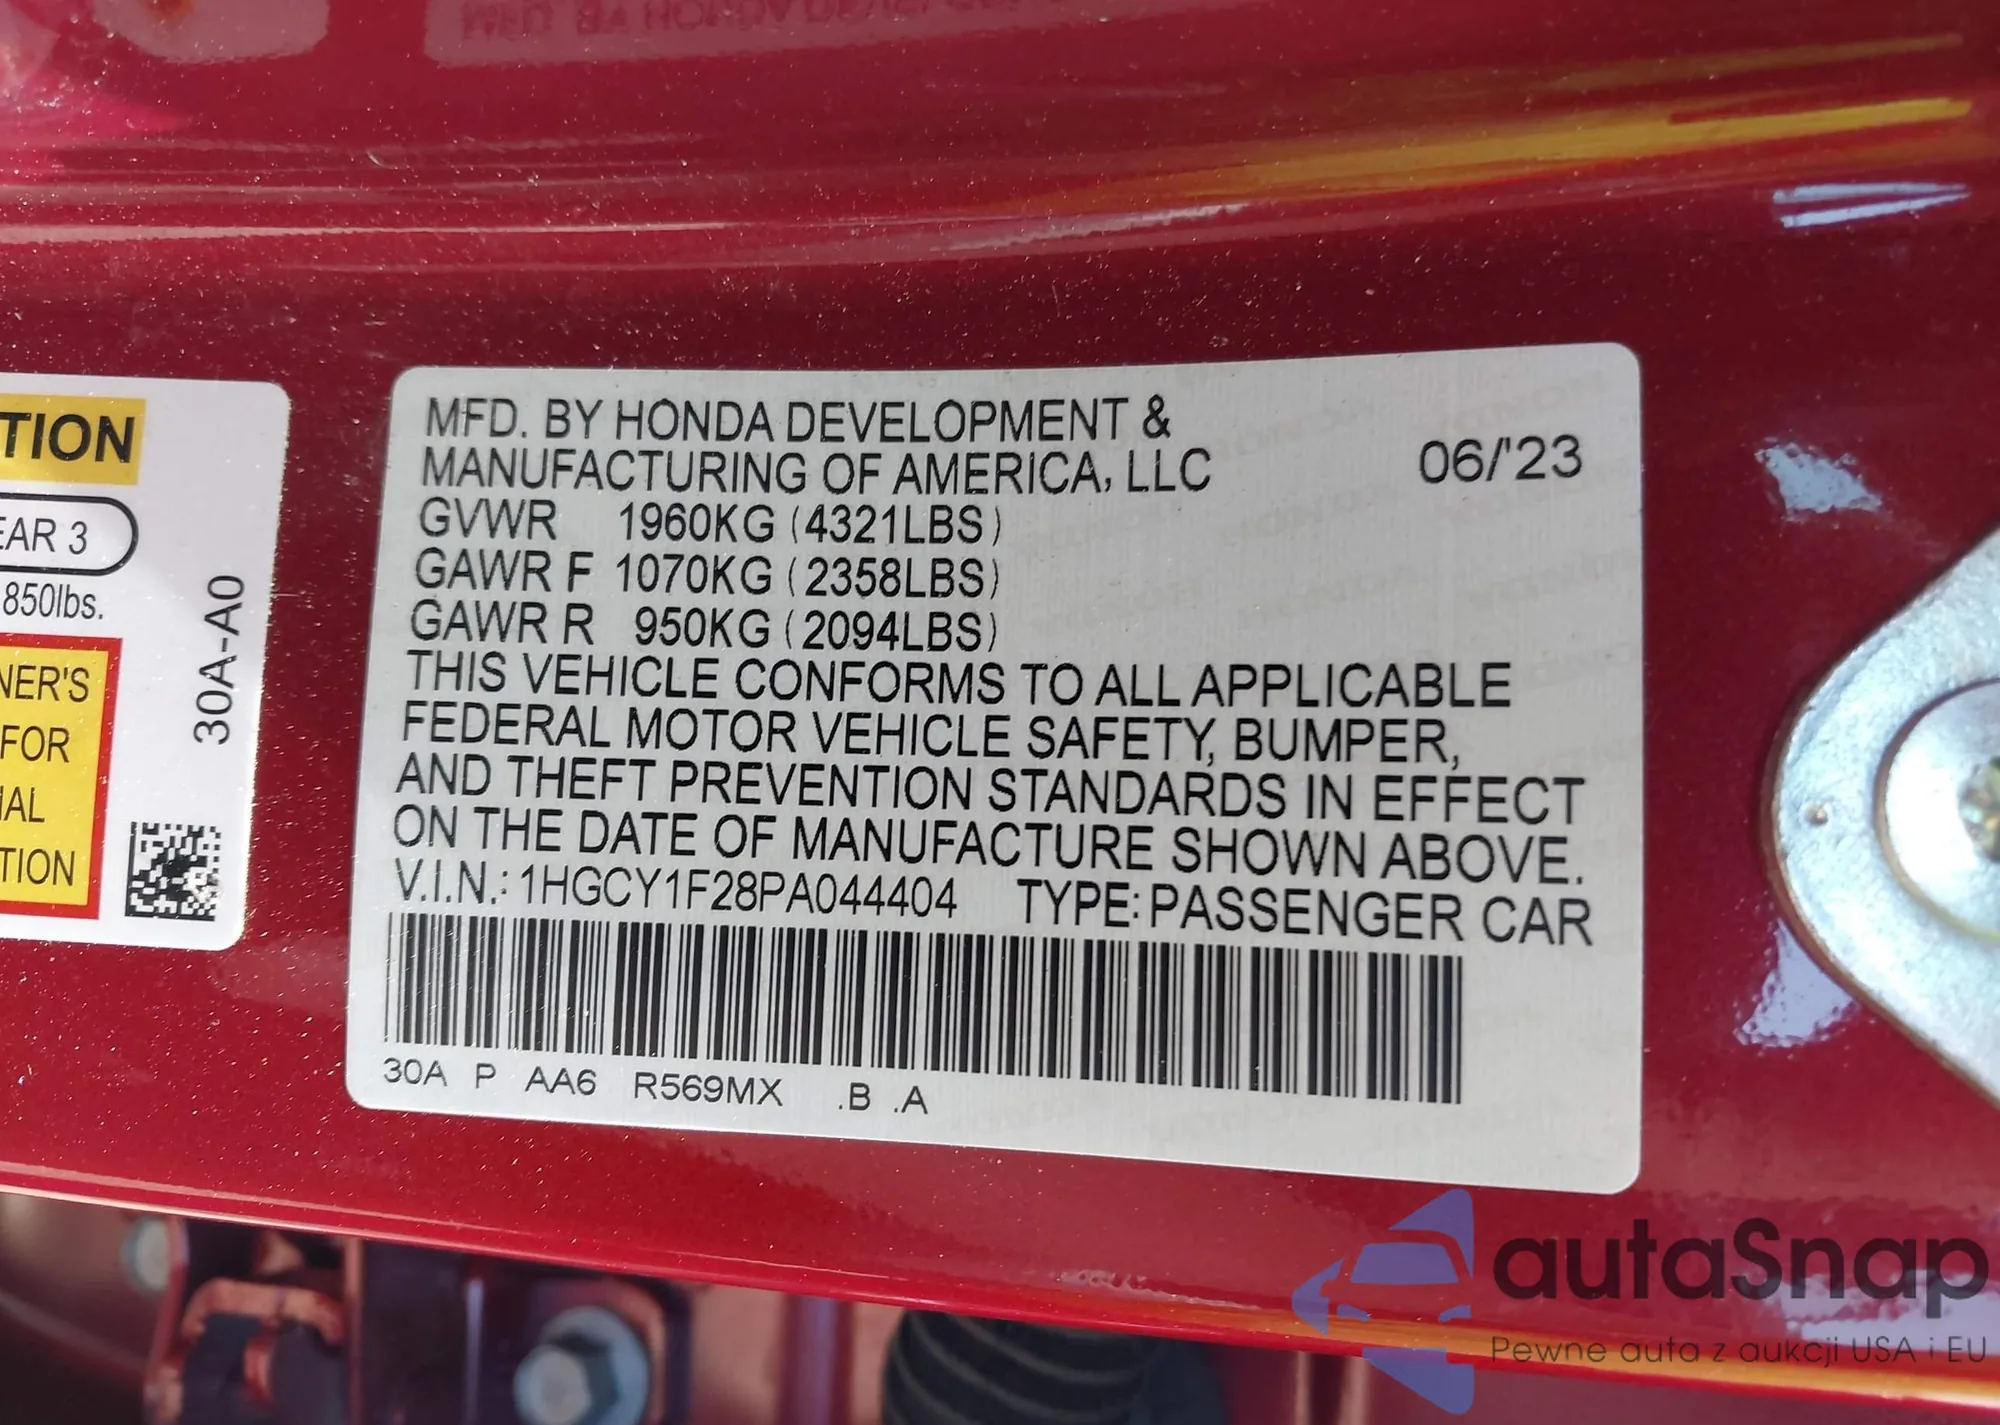 MFD. BY HONDA DEVELOPMENT &
MANUFACTURING OF AMERICA, LLC
06/'23
GVWR 1960KG (4321LBS)
GAWR F 1070KG (2358LBS)
GAWR R 950KG (2094LBS)
THIS VEHICLE CONFORMS TO ALL APPLICABLE
FEDERAL MOTOR VEHICLE SAFETY, BUMPER,
AND THEFT PREVENTION STANDARDS IN EFFECT
ON THE DATE OF MANUFACTURE SHOWN ABOVE.
V.I.N.: 1HGCY1F28PA044404 TYPE: PASSENGER CAR
30A P AA6 R569MX .B .A
TION
EAR 3
850lbs.
NER'S
FOR
IAL
TION
30A-A0
autaSnap
Pewne auta z aukcji USA i EU